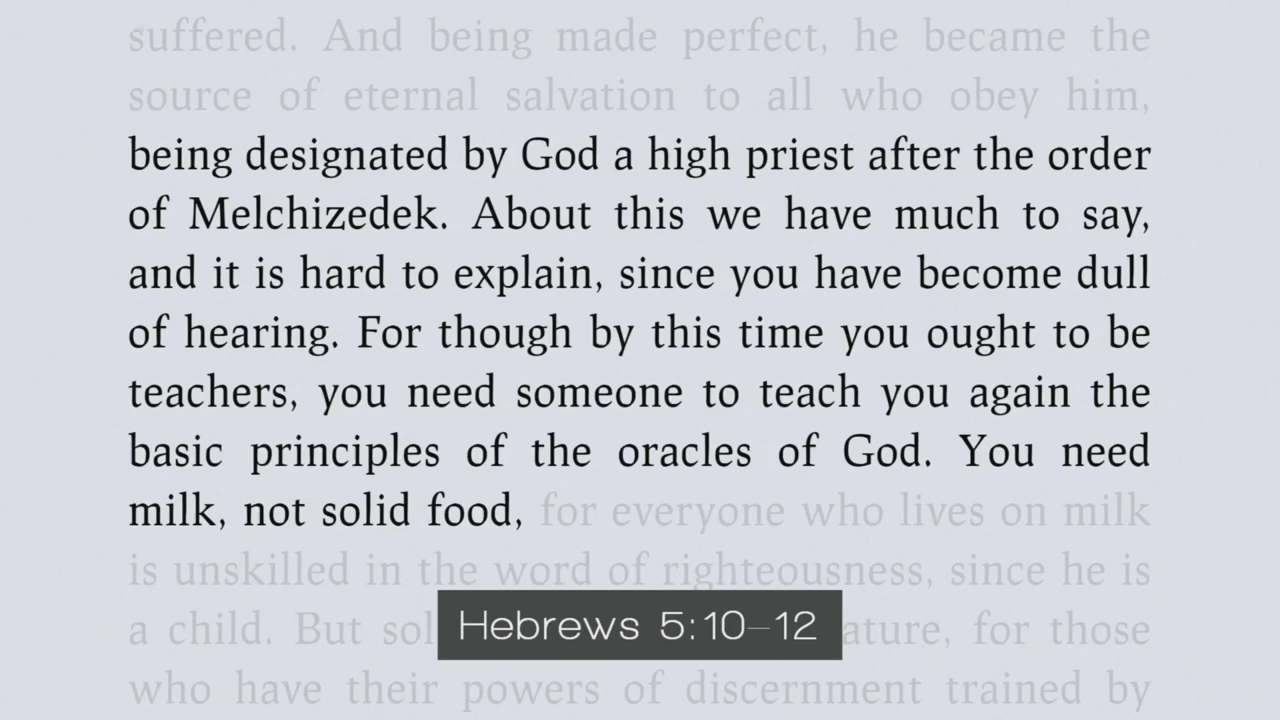 suffered. And being made perfect, he became the
source of eternal salvation to all who obey him,
being designated by God a high priest after the order
of Melchizedek. About this we have much to say,
and it is hard to explain, since you have become dull
of hearing. For though by this time you ought to be
teachers, you need someone to teach you again the
basic principles of the oracles of God. You need
milk, not solid food, for everyone who lives on milk
is unskilled in the word of righteousness, since he is
a child. But
Hebrews 5:10–12
for those
who have their powers of discernment trained by